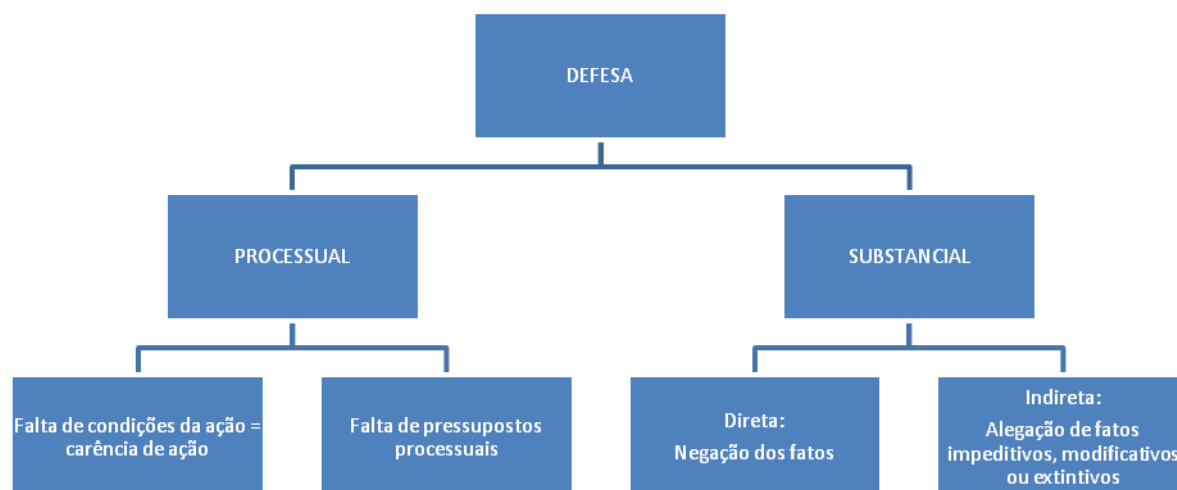 DEFESA
PROCESSUAL
SUBSTANCIAL
Falta de condições da ação =
carência de ação
Falta de pressupostos
processuais
Direta:
Negação dos fatos
Indireta:
Alegação de fatos
impeditivos, modificativos
ou extintivos